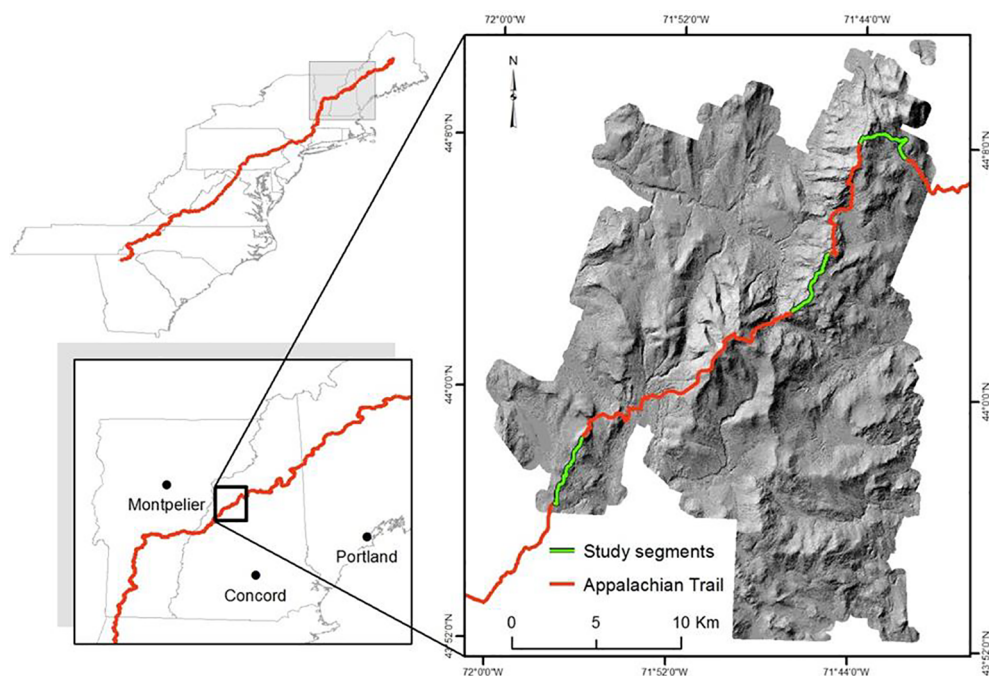 72°0'0"W
71°52'0"W
71°44'0"W
N
44°8'0"N
44°8'0"N
44°0'0"N
44°0'0"N
Montpelier
Portland
Concord
Study segments
Appalachian Trail
0
5
10 Km
43°52'0"N
43°52'0"N
72°0'0"W
71°52'0"W
71°44'0"W